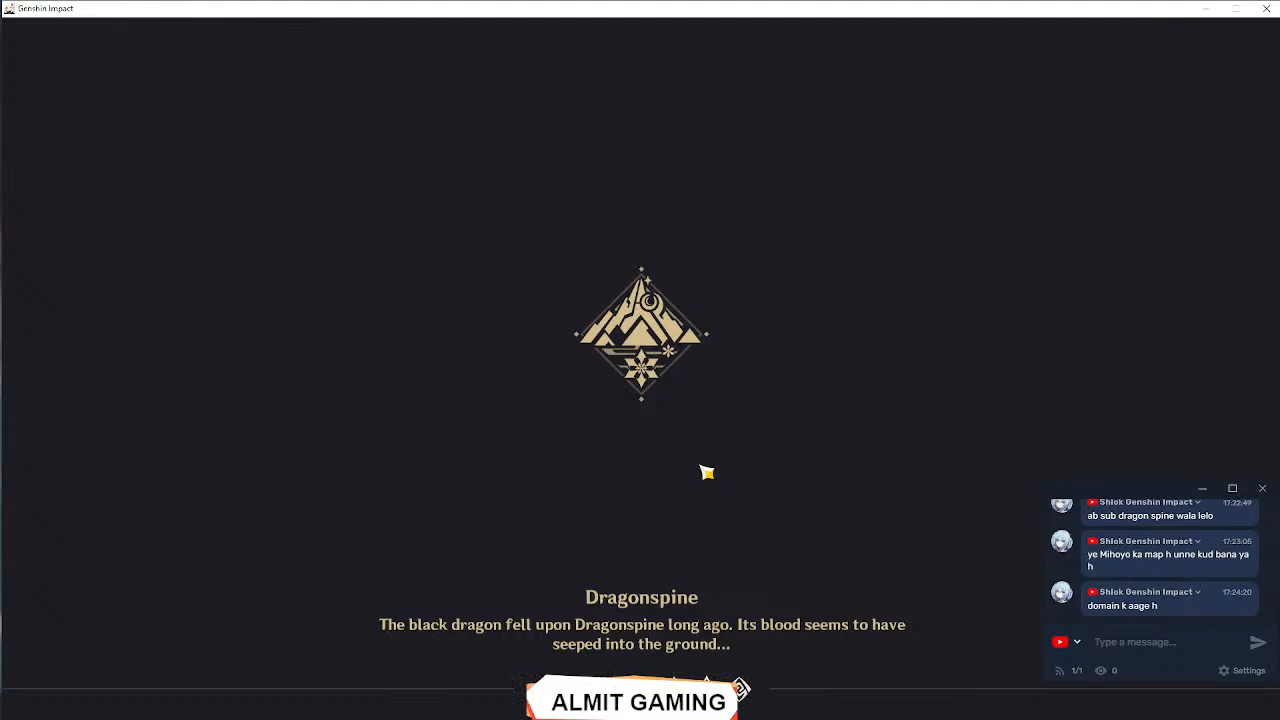 Genshin Impact
Shlok Genshin Impact 17:22:49
ab sub dragon spine wala lelo
Shlok Genshin Impact 17:23:05
ye Mihoyo ka map h unne kud bana ya
h
Shlok Genshin Impact 17:24:20
domain k aage h
Type a message...
1/1 0 Settings
Dragonspine
The black dragon fell upon Dragonspine long ago. Its blood seems to have
seeped into the ground...
ALMIT GAMING